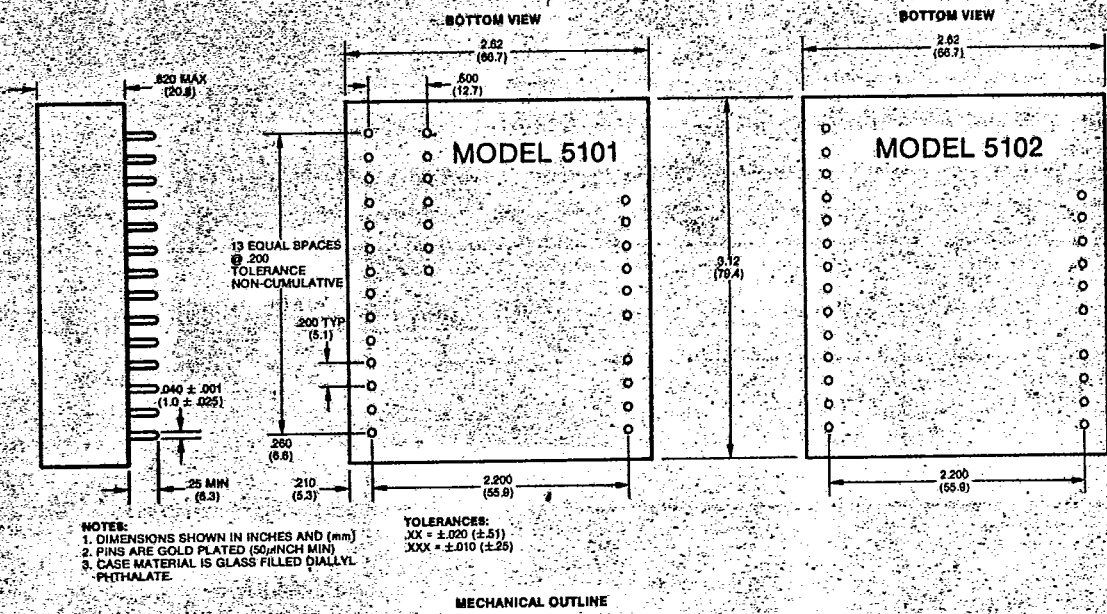 BOTTOM VIEW
2.62
(66.7)
.600
(12.7)
.820 MAX
(20.8)
MODEL 5101
13 EQUAL SPACES
@ .200
TOLERANCE
NON-CUMULATIVE
.200 TYP
(5.1)
.040 ± .001
(1.0 ± .025)
.260
(6.6)
.25 MIN
(6.3)
.210
(5.3)
2.200
(55.9)
3.12
(79.4)
BOTTOM VIEW
2.62
(66.7)
MODEL 5102
2.200
(55.9)
NOTES:
1. DIMENSIONS SHOWN IN INCHES AND (mm)
2. PINS ARE GOLD PLATED (50µINCH MIN)
3. CASE MATERIAL IS GLASS FILLED DIALLYL
PHTHALATE.
TOLERANCES:
.XX = ±.020 (±.51)
.XXX = ±.010 (±.25)
MECHANICAL OUTLINE